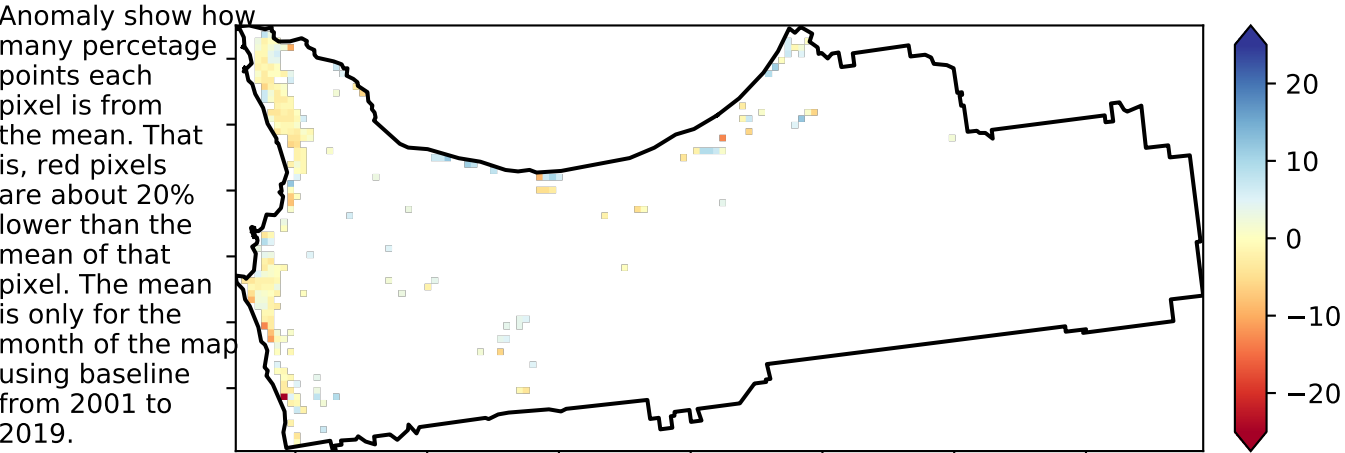 Anomaly show how
many percetage
points each
pixel is from
the mean. That
is, red pixels
are about 20%
lower than the
mean of that
pixel. The mean
is only for the
month of the map
using baseline
from 2001 to
2019.
20
10
0
−10
−20